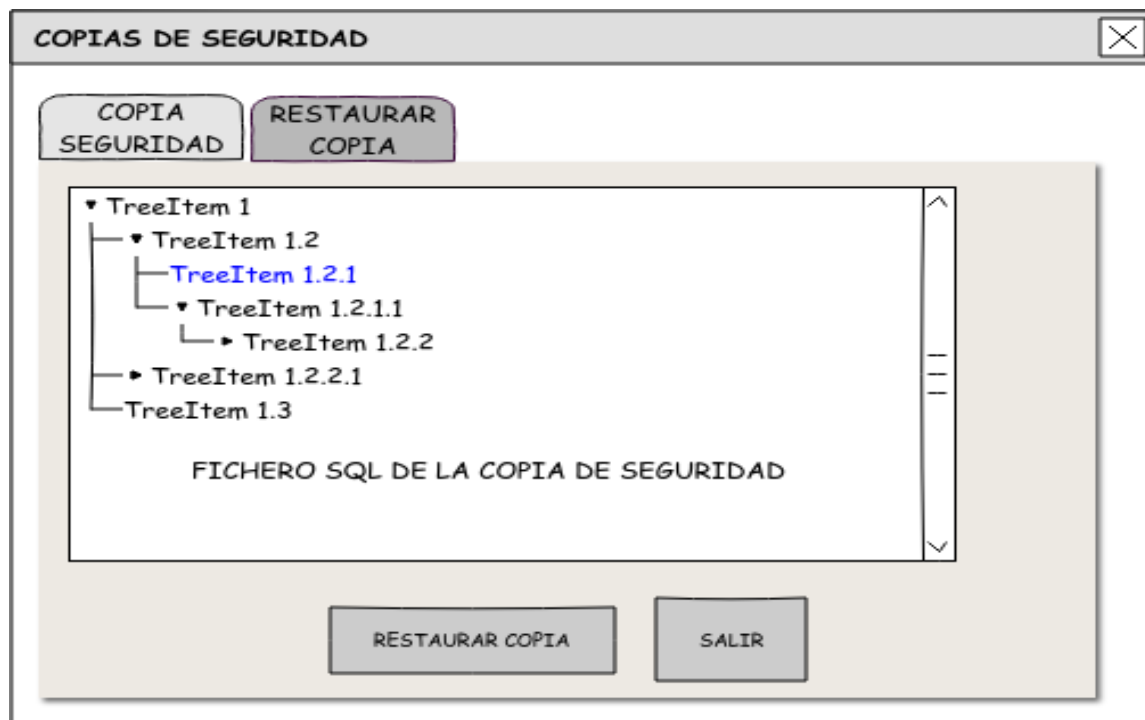 COPIAS DE SEGURIDAD
COPIA
SEGURIDAD
RESTAURAR
COPIA
TreeItem 1
TreeItem 1.2
TreeItem 1.2.1
TreeItem 1.2.1.1
TreeItem 1.2.2
TreeItem 1.2.2.1
TreeItem 1.3
FICHERO SQL DE LA COPIA DE SEGURIDAD
RESTAURAR COPIA
SALIR